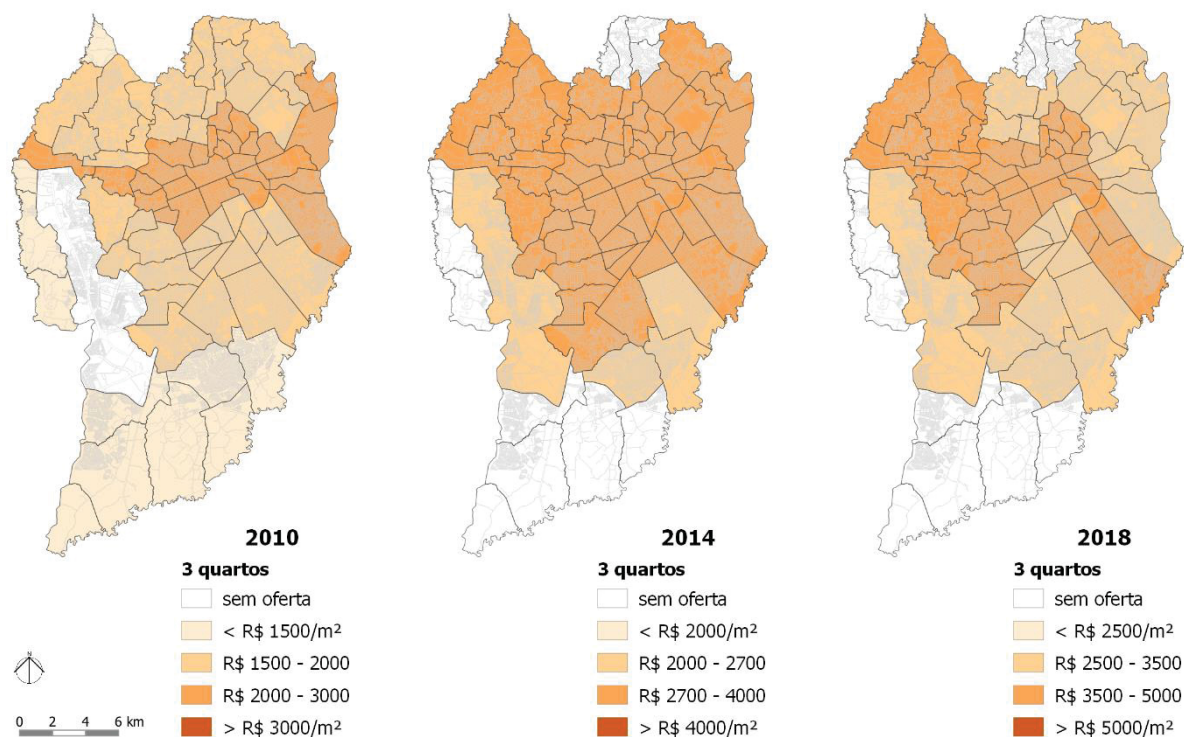 2010
3 quartos
sem oferta
< R$ 1500/m²
R$ 1500 - 2000
R$ 2000 - 3000
> R$ 3000/m²
2014
3 quartos
sem oferta
< R$ 2000/m²
R$ 2000 - 2700
R$ 2700 - 4000
> R$ 4000/m²
2018
3 quartos
sem oferta
< R$ 2500/m²
R$ 2500 - 3500
R$ 3500 - 5000
> R$ 5000/m²
N
0 2 4 6 km